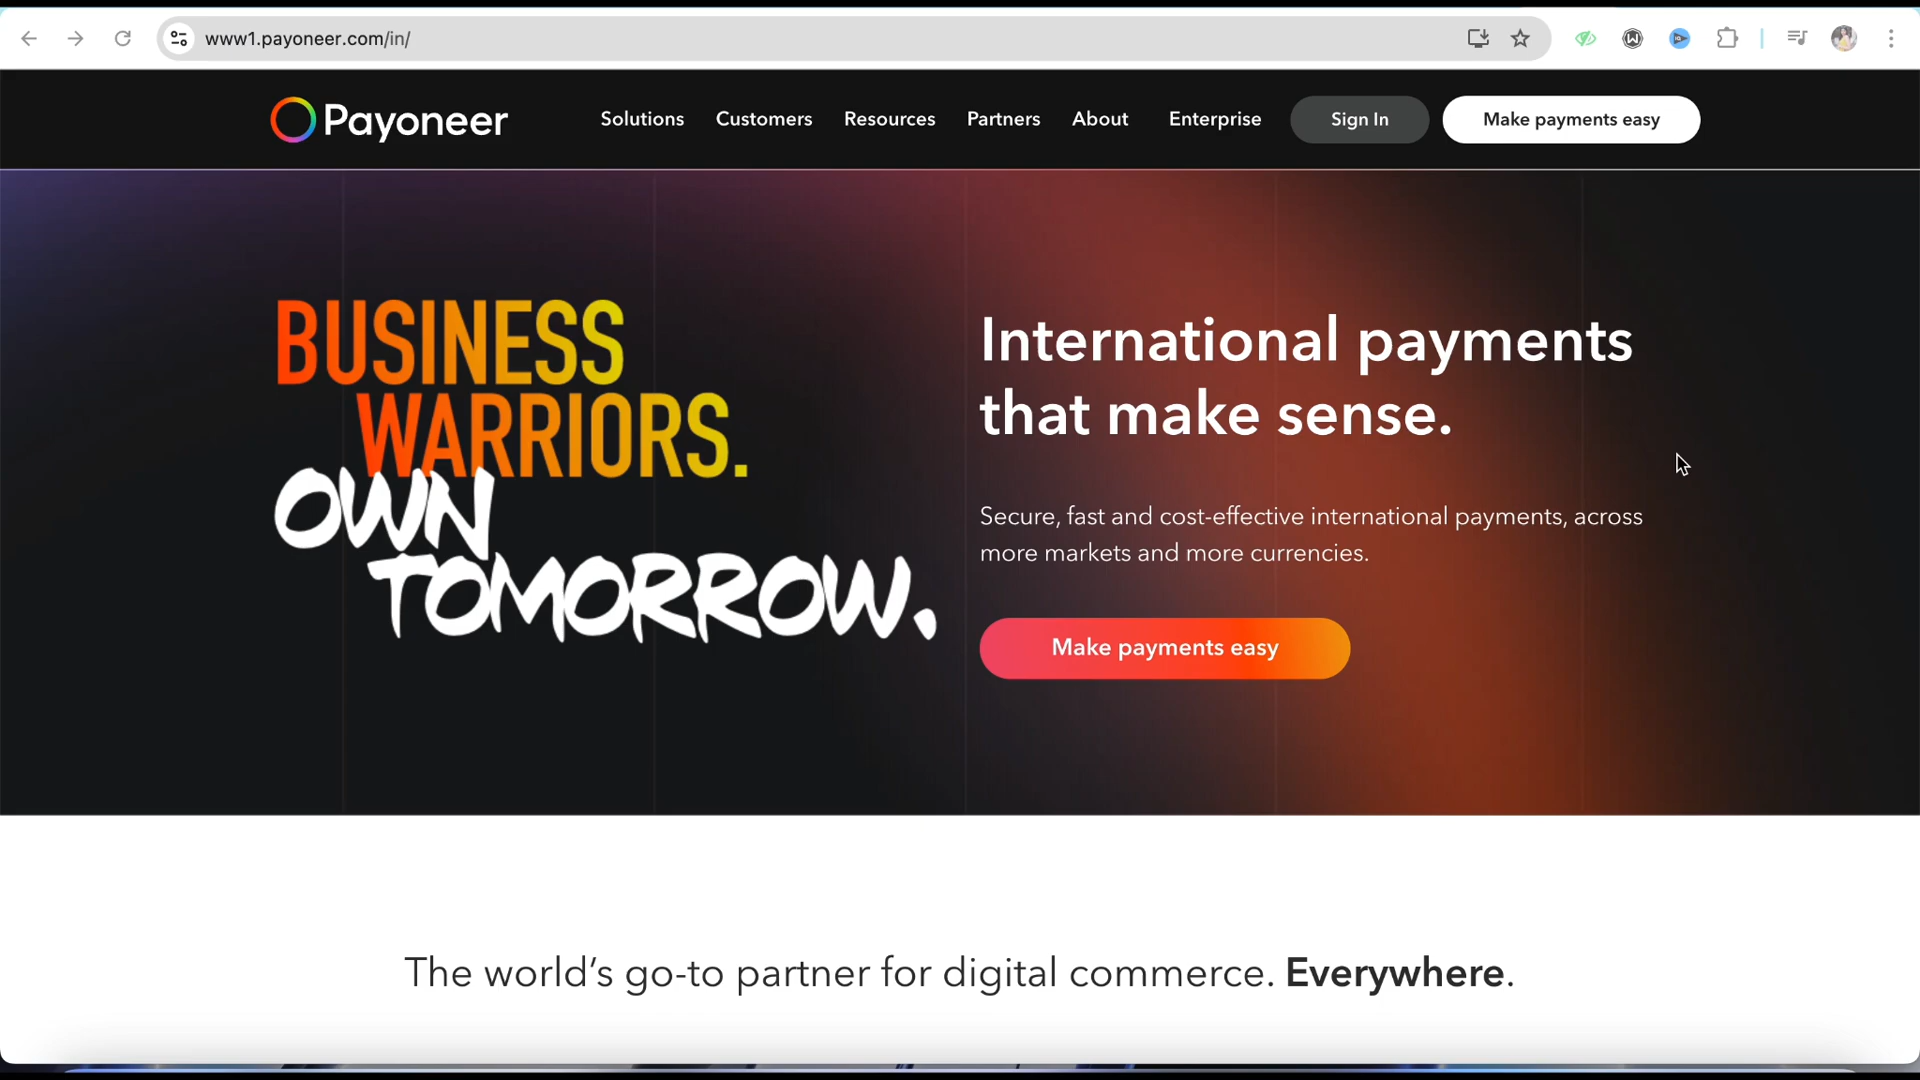 www1.payoneer.com/in/
Payoneer
Solutions Customers Resources Partners About Enterprise Sign In Make payments easy
BUSINESS
WARRIORS.
OWN
TOMORROW.
International payments
that make sense.
Secure, fast and cost-effective international payments, across
more markets and more currencies.
Make payments easy
The world's go-to partner for digital commerce. Everywhere.